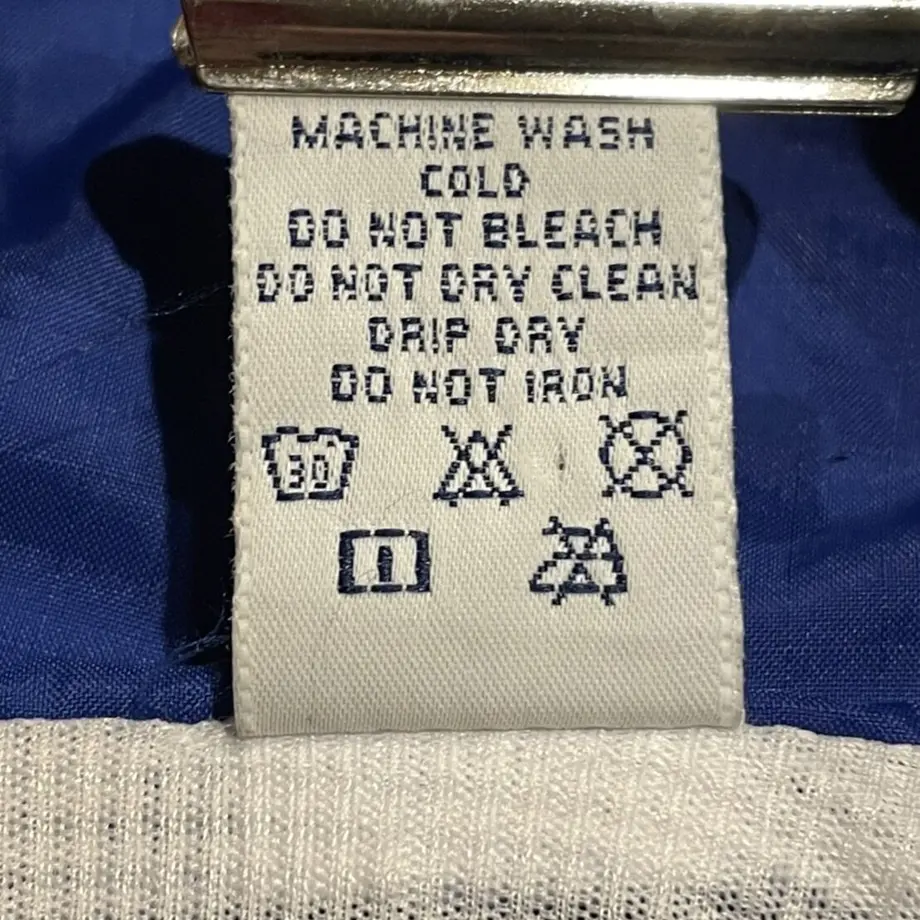 MACHINE WASH
COLD
DO NOT BLEACH
DO NOT DRY CLEAN
DRIP DRY
DO NOT IRON
30